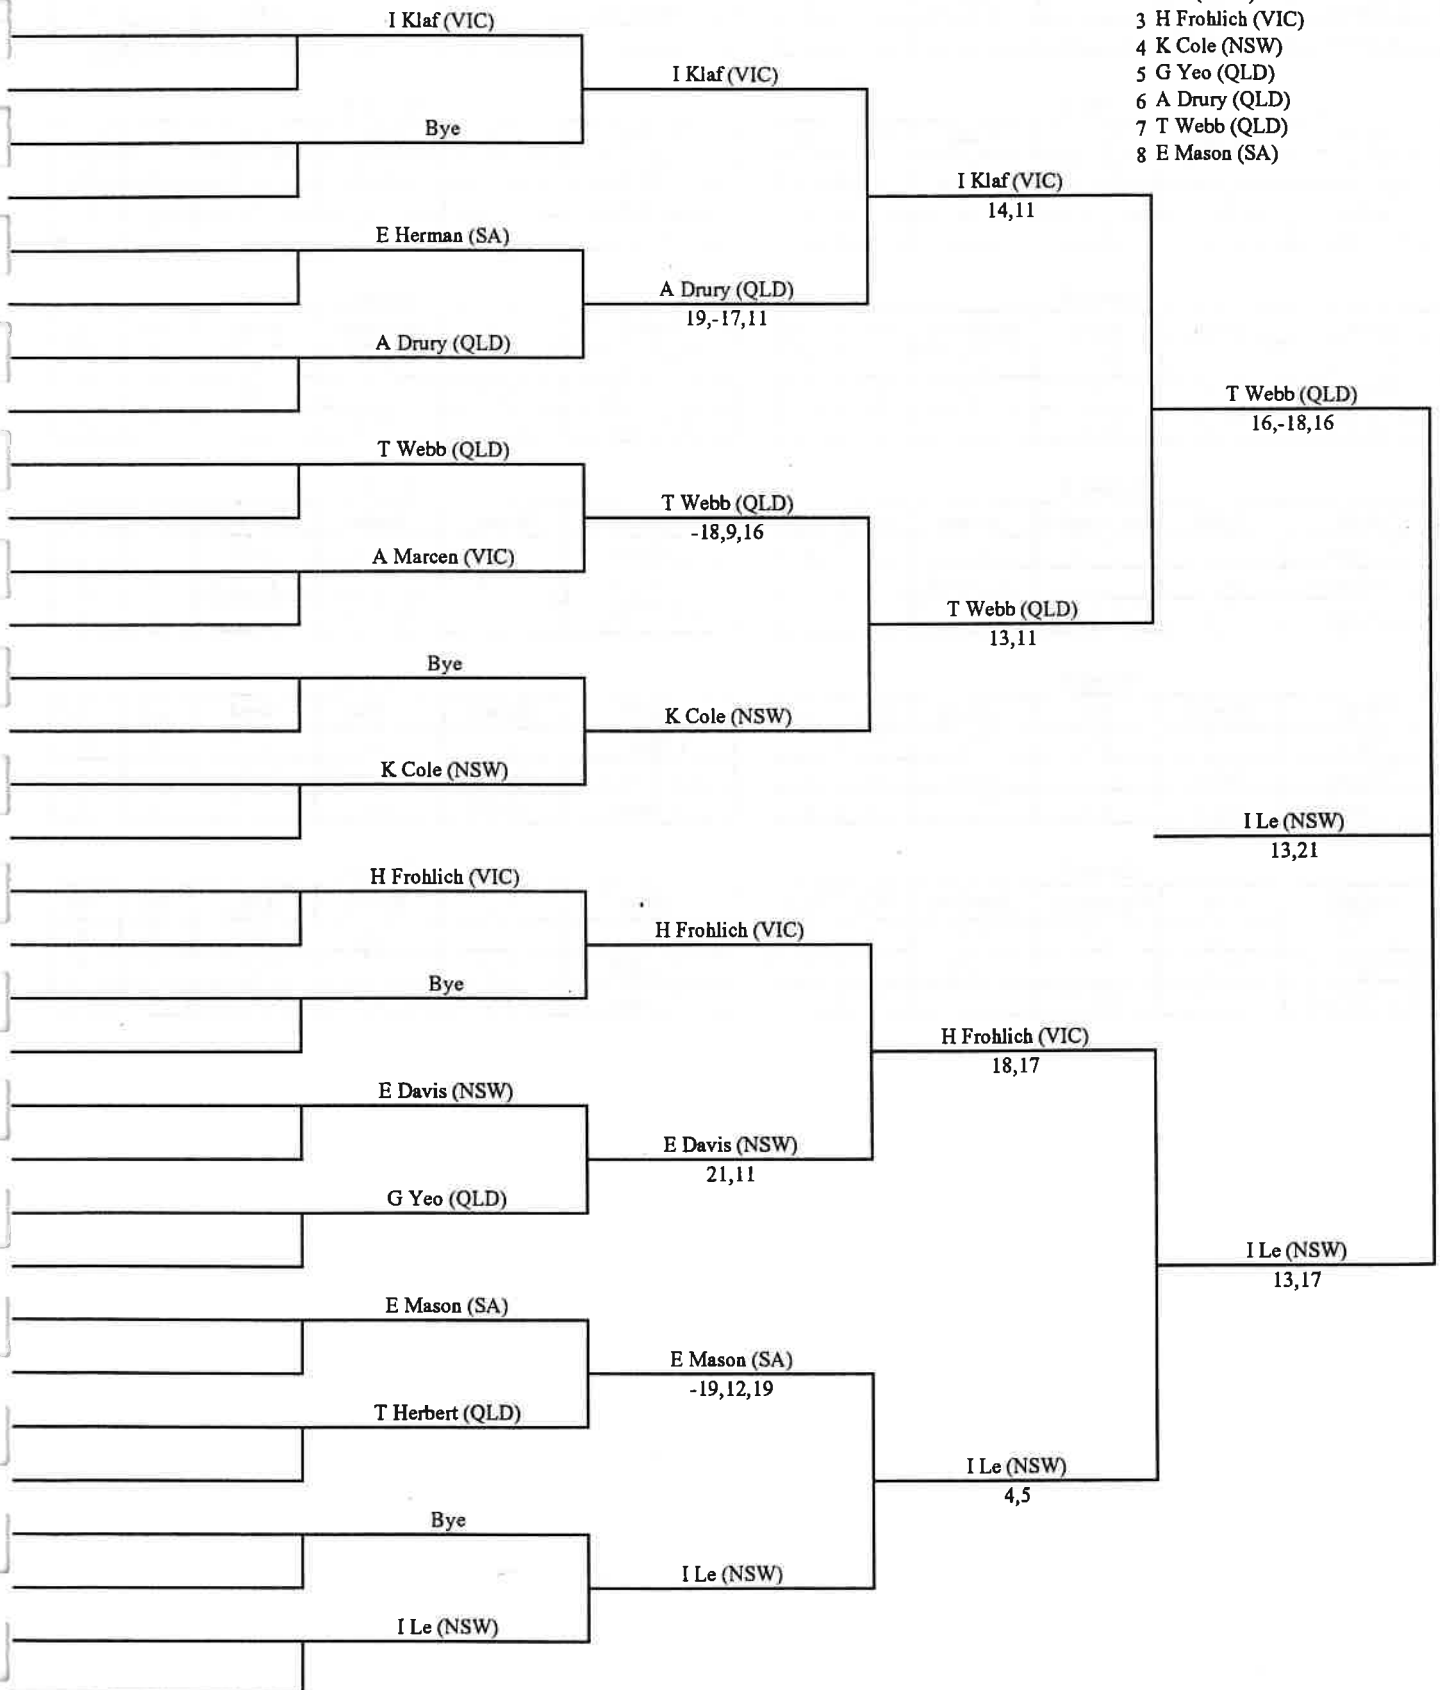 3 H Frohlich (VIC)
4 K Cole (NSW)
5 G Yeo (QLD)
6 A Drury (QLD)
7 T Webb (QLD)
8 E Mason (SA)
I Klaf (VIC)
Bye
E Herman (SA)
A Drury (QLD)
T Webb (QLD)
A Marcen (VIC)
Bye
K Cole (NSW)
H Frohlich (VIC)
Bye
E Davis (NSW)
G Yeo (QLD)
E Mason (SA)
T Herbert (QLD)
Bye
I Le (NSW)
I Klaf (VIC)
A Drury (QLD)
19,-17,11
T Webb (QLD)
-18,9,16
K Cole (NSW)
H Frohlich (VIC)
E Davis (NSW)
21,11
E Mason (SA)
-19,12,19
I Le (NSW)
I Klaf (VIC)
14,11
T Webb (QLD)
13,11
H Frohlich (VIC)
18,17
I Le (NSW)
4,5
T Webb (QLD)
16,-18,16
I Le (NSW)
13,17
I Le (NSW)
13,21